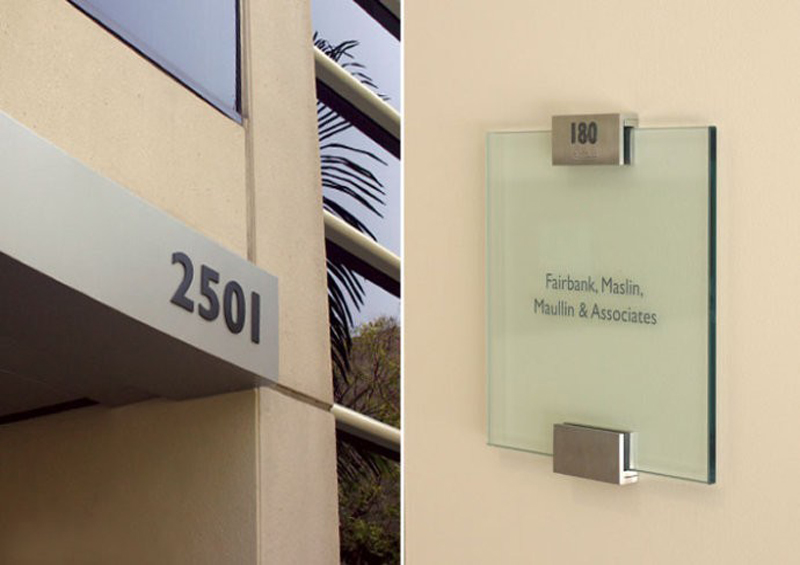 2501
180
Fairbank, Maslin,
Maullin & Associates